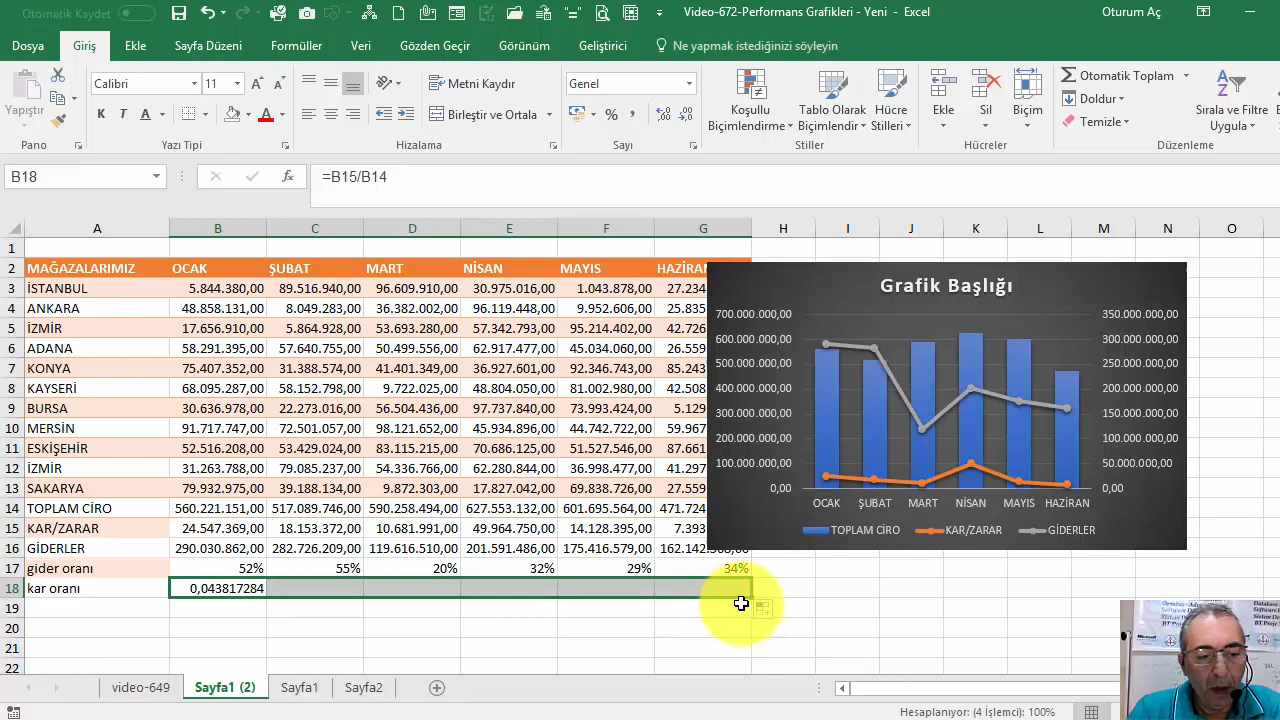 Otomatik Kaydet
Video-672-Performans Grafikleri - Yeni - Excel
Oturum Aç
Dosya Giriş Ekle Sayfa Düzeni Formüller Veri Gözden Geçir Görünüm Geliştirici Ne yapmak istediğinizi söyleyin
Yapıştır
Calibri 11
K T A
Metni Kaydır
Birleştir ve Ortala
Genel
Koşullu Biçimlendirme
Tablo Olarak Biçimlendir
Hücre Stilleri
Ekle
Sil
Biçim
Otomatik Toplam
Doldur
Temizle
Sırala ve Filtre Uygula
Pano Yazı Tipi Hizalama Sayı Stiller Hücreler Düzenleme
B18 fx =B15/B14
A B C D E F G H I J K L M N O
1
2 MAĞAZALARIMIZ OCAK ŞUBAT MART NİSAN MAYIS HAZİRAN
3 İSTANBUL 5.844.380,00 89.516.940,00 96.609.910,00 30.975.016,00 1.043.878,00 27.234
4 ANKARA 48.858.131,00 8.049.283,00 36.382.002,00 96.119.448,00 9.952.606,00 25.835
5 İZMİR 17.656.910,00 5.864.928,00 53.693.280,00 57.342.793,00 95.214.402,00 42.726
6 ADANA 58.291.395,00 57.640.755,00 50.499.556,00 62.917.477,00 45.034.060,00 26.559
7 KONYA 75.407.352,00 31.388.574,00 41.401.349,00 35.927.601,00 92.346.743,00 85.243
8 KAYSERİ 68.095.287,00 58.152.798,00 9.722.025,00 48.804.050,00 81.002.980,00 42.508
9 BURSA 30.636.978,00 22.273.016,00 56.504.436,00 97.737.840,00 73.993.424,00 5.129
10 MERSİN 91.717.747,00 72.501.057,00 98.121.652,00 45.934.896,00 44.742.722,00 59.967
11 ESKİŞEHİR 52.516.208,00 53.429.024,00 83.115.215,00 70.686.125,00 51.527.546,00 87.661
12 İZMİR 31.263.788,00 79.085.237,00 54.336.766,00 62.280.844,00 36.998.477,00 41.297
13 SAKARYA 79.932.975,00 39.188.134,00 9.872.303,00 17.827.042,00 69.838.726,00 27.559
14 TOPLAM CİRO 560.221.151,00 517.089.746,00 590.258.494,00 627.553.132,00 601.695.564,00 471.724
15 KAR/ZARAR 24.547.369,00 18.153.372,00 10.681.991,00 49.964.750,00 14.128.395,00 7.393
16 GİDERLER 290.030.862,00 282.726.209,00 119.616.510,00 201.591.486,00 175.416.579,00 162.142
17 gider oranı 52% 55% 20% 32% 29% 34%
18 kar oranı 0,043817284
19
20
21
22
Grafik Başlığı
700.000.000,00 350.000.000,00
600.000.000,00 300.000.000,00
500.000.000,00 250.000.000,00
400.000.000,00 200.000.000,00
300.000.000,00 150.000.000,00
200.000.000,00 100.000.000,00
100.000.000,00 50.000.000,00
0,00 0,00
OCAK ŞUBAT MART NİSAN MAYIS HAZİRAN
TOPLAM CİRO KAR/ZARAR GİDERLER
video-649 Sayfa1 (2) Sayfa1 Sayfa2
Hesaplanıyor: (4 İşlemci): 100%